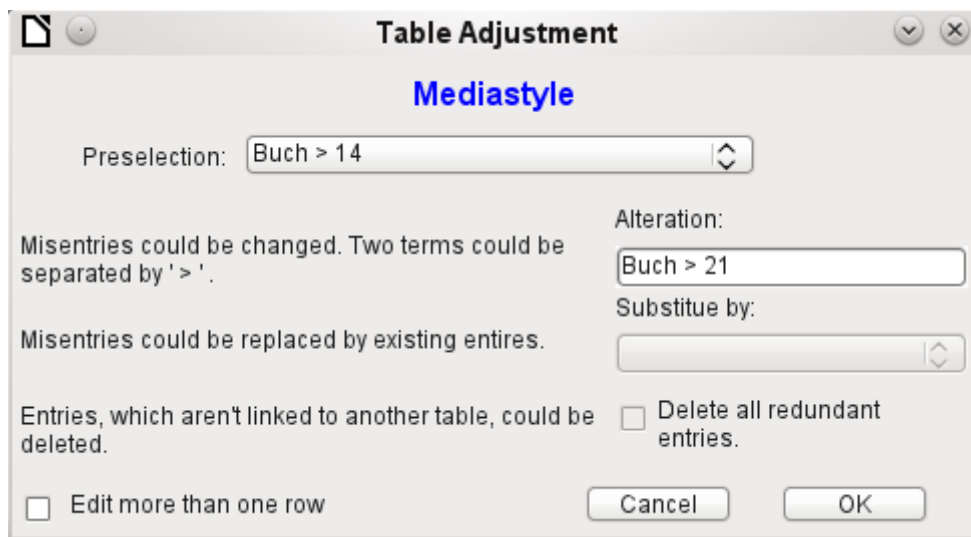 Table Adjustment
Mediastyle
Preselection: Buch > 14
Alteration:
Misentries could be changed. Two terms could be
separated by ' > '.
Buch > 21
Substitue by:
Misentries could be replaced by existing entires.
Entries, which aren't linked to another table, could be
deleted.
Delete all redundant
entries.
Edit more than one row
Cancel
OK